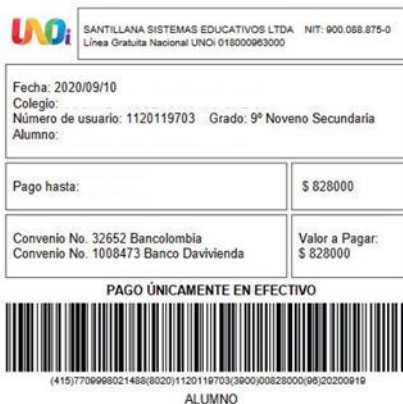 UNOi
SANTILLANA SISTEMAS EDUCATIVOS LTDA NIT: 900.088.875-0
Línea Gratuita Nacional UNOi 018000963000
Fecha: 2020/09/10
Colegio:
Número de usuario: 1120119703 Grado: 9º Noveno Secundaria
Alumno:
Pago hasta:
$ 828000
Convenio No. 32652 Bancolombia
Convenio No. 1008473 Banco Davivienda
Valor a Pagar:
$ 828000
PAGO ÚNICAMENTE EN EFECTIVO
(415)7709998021488(8020)1120119703(3900)00828000(96)20200919
ALUMNO